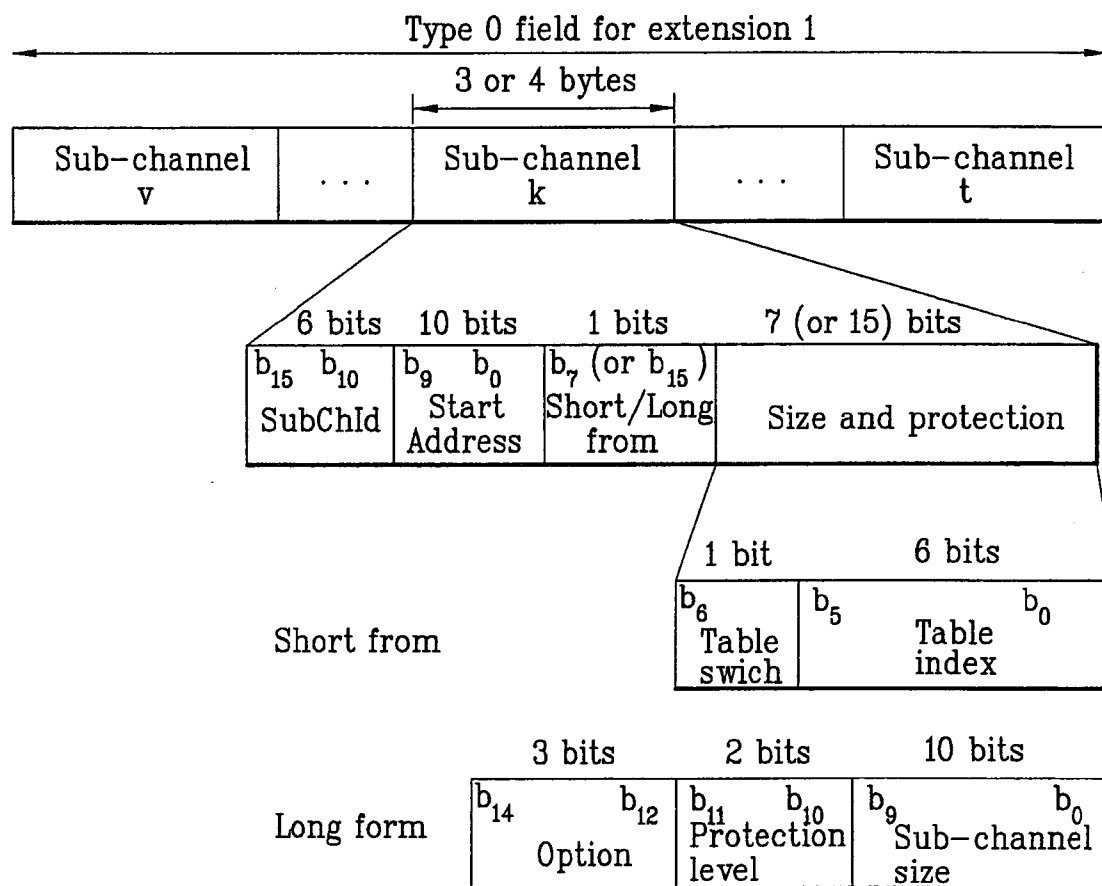 Type 0 field for extension 1
3 or 4 bytes
Sub-channel v
. . .
Sub-channel k
. . .
Sub-channel t
6 bits 10 bits 1 bits 7 (or 15) bits
b15 b10
SubChId
b9 b0
Start
Address
b7 (or b15)
Short/Long
from
Size and protection
1 bit 6 bits
Short from
b6
Table
swich
b5 b0
Table
index
3 bits 2 bits 10 bits
Long form
b14 b12
Option
b11 b10
Protection
level
b9 b0
Sub-channel
size